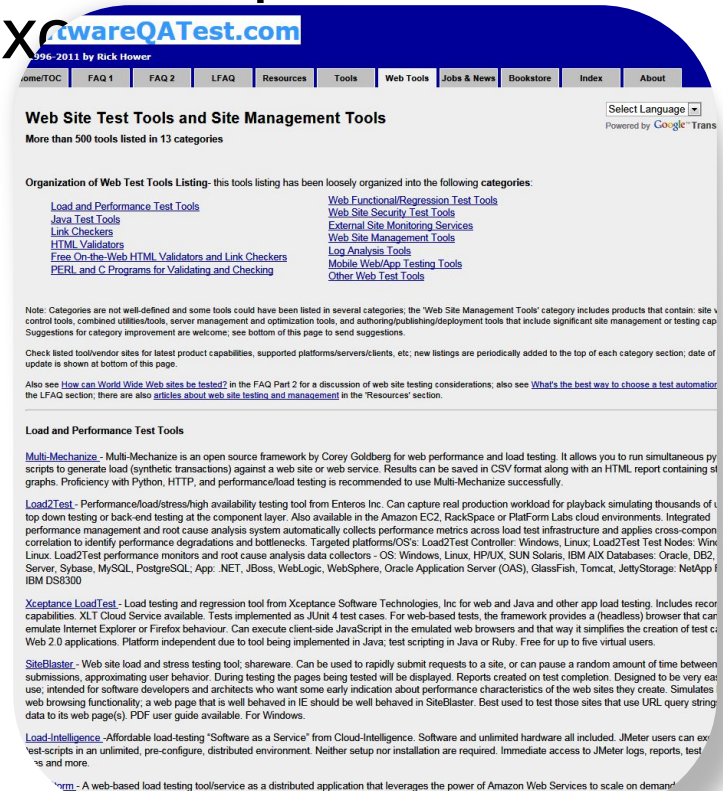 xc
twareQATest.com
996-2011 by Rick Hower
ome/TOC FAQ 1 FAQ 2 LFAQ Resources Tools Web Tools Jobs & News Bookstore Index About
Select Language
Powered by Google™ Trans
Web Site Test Tools and Site Management Tools
More than 500 tools listed in 13 categories
Organization of Web Test Tools Listing- this tools listing has been loosely organized into the following categories:
Load and Performance Test Tools
Java Test Tools
Link Checkers
HTML Validators
Free On-the-Web HTML Validators and Link Checkers
PERL and C Programs for Validating and Checking
Web Functional/Regression Test Tools
Web Site Security Test Tools
External Site Monitoring Services
Web Site Management Tools
Log Analysis Tools
Mobile Web/App Testing Tools
Other Web Test Tools
Note: Categories are not well-defined and some tools could have been listed in several categories; the 'Web Site Management Tools' category includes products that contain: site v
control tools, combined utilities/tools, server management and optimization tools, and authoring/publishing/deployment tools that include significant site management or testing cap
Suggestions for category improvement are welcome; see bottom of this page to send suggestions.
Check listed tool/vendor sites for latest product capabilities, supported platforms/servers/clients, etc; new listings are periodically added to the top of each category section; date of
update is shown at bottom of this page.
Also see How can World Wide Web sites be tested? in the FAQ Part 2 for a discussion of web site testing considerations; also see What's the best way to choose a test automation
the LFAQ section; there are also articles about web site testing and management in the 'Resources' section.
Load and Performance Test Tools
Multi-Mechanize - Multi-Mechanize is an open source framework by Corey Goldberg for web performance and load testing. It allows you to run simultaneous py
scripts to generate load (synthetic transactions) against a web site or web service. Results can be saved in CSV format along with an HTML report containing st
graphs. Proficiency with Python, HTTP, and performance/load testing is recommended to use Multi-Mechanize successfully.
Load2Test - Performance/load/stress/high availability testing tool from Enteros Inc. Can capture real production workload for playback simulating thousands of u
top down testing or back-end testing at the component layer. Also available in the Amazon EC2, RackSpace or PlatForm Labs cloud environments. Integrated
performance management and root cause analysis system automatically collects performance metrics across load test infrastructure and applies cross-compon
correlation to identify performance degradations and bottlenecks. Targeted platforms/OS's: Load2Test Controller: Windows, Linux; Load2Test Test Nodes: Wind
Linux. Load2Test performance monitors and root cause analysis data collectors - OS: Windows, Linux, HP/UX, SUN Solaris, IBM AIX Databases: Oracle, DB2,
Server, Sybase, MySQL, PostgreSQL; App: .NET, JBoss, WebLogic, WebSphere, Oracle Application Server (OAS), GlassFish, Tomcat, JettyStorage: NetApp F
IBM DS8300
Xceptance LoadTest - Load testing and regression tool from Xceptance Software Technologies, Inc for web and Java and other app load testing. Includes recor
capabilities. XLT Cloud Service available. Tests implemented as JUnit 4 test cases. For web-based tests, the framework provides a (headless) browser that can
emulate Internet Explorer or Firefox behaviour. Can execute client-side JavaScript in the emulated web browsers and that way it simplifies the creation of test ca
Web 2.0 applications. Platform independent due to tool being implemented in Java; test scripting in Java or Ruby. Free for up to five virtual users.
SiteBlaster - Web site load and stress testing tool; shareware. Can be used to rapidly submit requests to a site, or can pause a random amount of time between
submissions, approximating user behavior. During testing the pages being tested will be displayed. Reports created on test completion. Designed to be very eas
use; intended for software developers and architects who want some early indication about performance characteristics of the web sites they create. Simulates
web browsing functionality; a web page that is well behaved in IE should be well behaved in SiteBlaster. Best used to test those sites that use URL query string
data to its web page(s). PDF user guide available. For Windows.
Load-Intelligence -Affordable load-testing "Software as a Service" from Cloud-Intelligence. Software and unlimited hardware all included. JMeter users can ex
test-scripts in an unlimited, pre-configure, distributed environment. Neither setup nor installation are required. Immediate access to JMeter logs, reports, test
es and more.
orm - A web-based load testing tool/service as a distributed application that leverages the power of Amazon Web Services to scale on demand